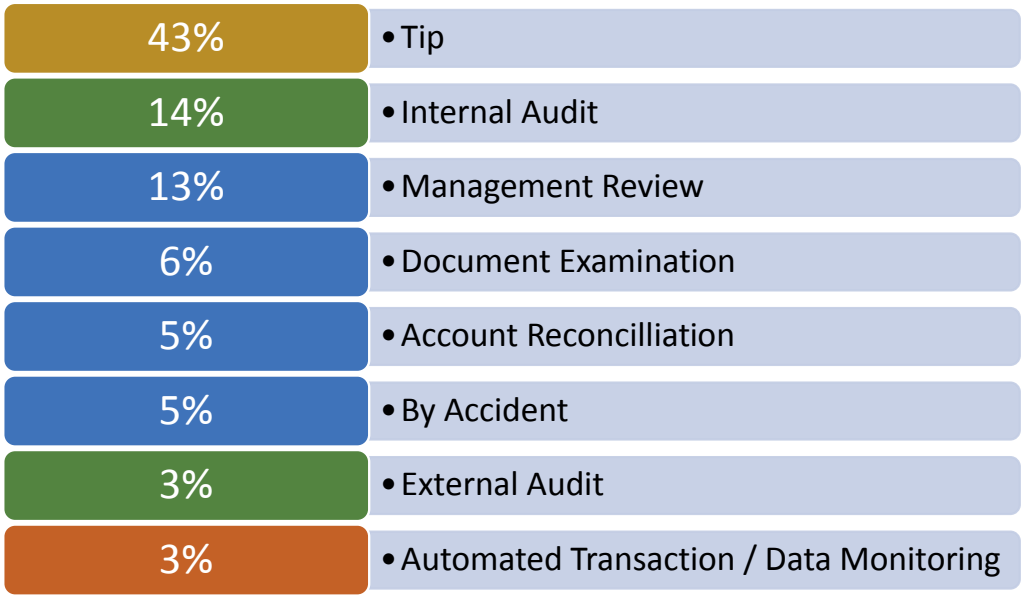 43%
• Tip
14%
• Internal Audit
13%
• Management Review
6%
• Document Examination
5%
• Account Reconcilliation
5%
• By Accident
3%
• External Audit
3%
• Automated Transaction / Data Monitoring